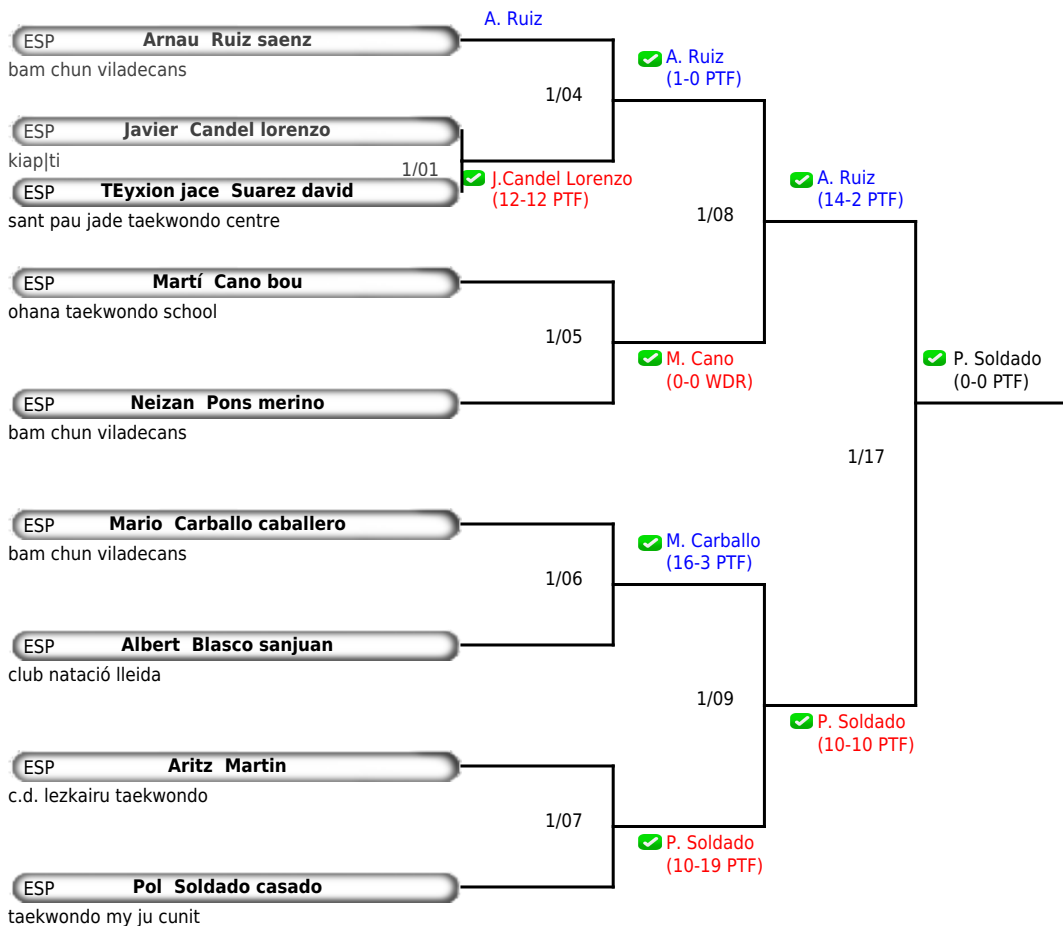 A. Ruiz
ESP Arnau Ruiz saenz
bam chun viladecans
A. Ruiz
(1-0 PTF)
1/04
ESP Javier Candel lorenzo
kiap|ti
1/01
J.Candel Lorenzo
(12-12 PTF)
ESP TEyxion jace Suarez david
sant pau jade taekwondo centre
A. Ruiz
(14-2 PTF)
1/08
ESP Martí Cano bou
ohana taekwondo school
1/05
M. Cano
(0-0 WDR)
P. Soldado
(0-0 PTF)
ESP Neizan Pons merino
bam chun viladecans
1/17
ESP Mario Carballo caballero
bam chun viladecans
M. Carballo
(16-3 PTF)
1/06
ESP Albert Blasco sanjuan
club natació lleida
1/09
P. Soldado
(10-10 PTF)
ESP Aritz Martin
c.d. lezkairu taekwondo
1/07
P. Soldado
(10-19 PTF)
ESP Pol Soldado casado
taekwondo my ju cunit